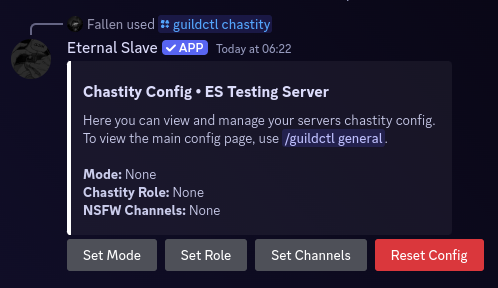 Fallen used guildctl chastity
Eternal Slave ✓ APP Today at 06:22
Chastity Config • ES Testing Server
Here you can view and manage your servers chastity config.
To view the main config page, use /guildctl general.
Mode: None
Chastity Role: None
NSFW Channels: None
Set Mode Set Role Set Channels Reset Config